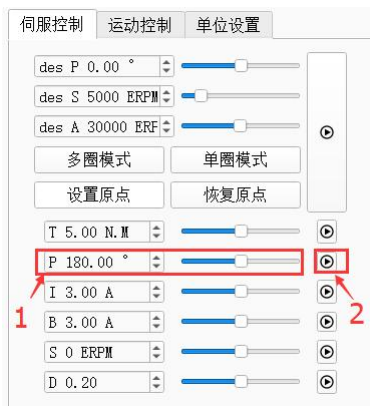 伺服控制 运动控制 单位设置
des P 0.00 °
des S 5000 ERPM
des A 30000 ERF
多圈模式 单圈模式
设置原点 恢复原点
T 5.00 N.M
P 180.00 °
I 3.00 A
1 2
B 3.00 A
S 0 ERPM
D 0.20